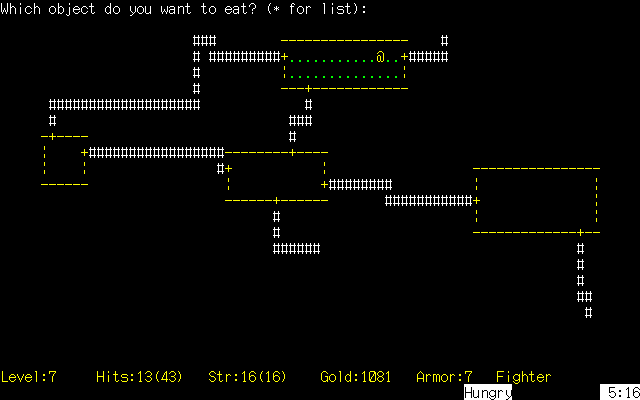 Which object do you want to eat? (* for list):
Level:7 Hits:13(43) Str:16(16) Gold:1081 Armor:7 Fighter
Hungry 5:16